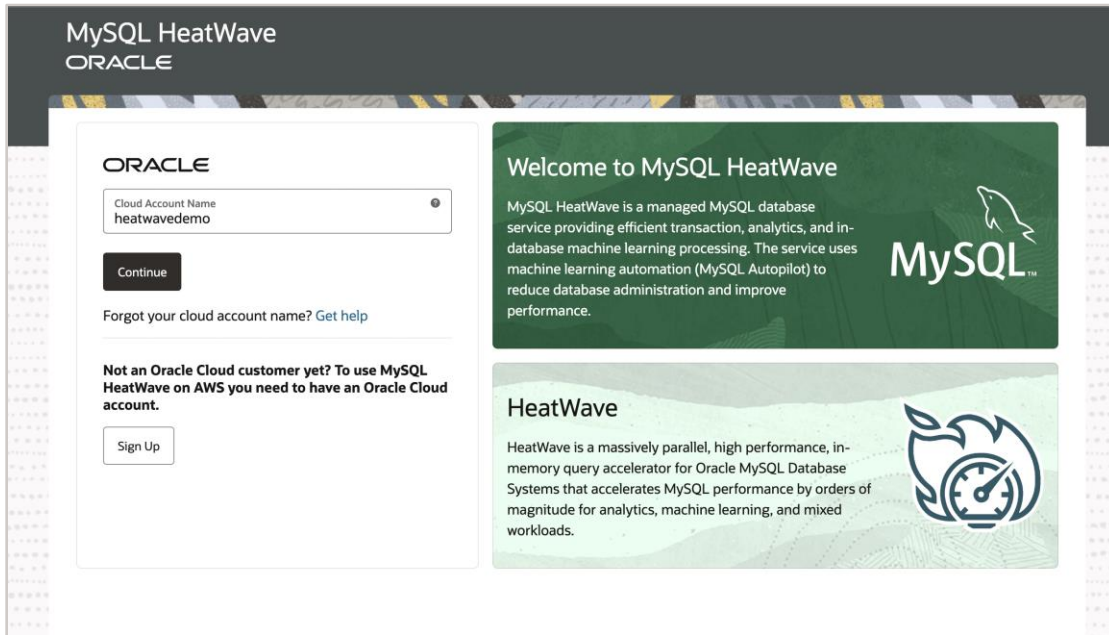 MySQL HeatWave
ORACLE
ORACLE
Cloud Account Name
heatwavedemo
Continue
Forgot your cloud account name? Get help
Not an Oracle Cloud customer yet? To use MySQL
HeatWave on AWS you need to have an Oracle Cloud
account.
Sign Up
Welcome to MySQL HeatWave
MySQL HeatWave is a managed MySQL database
service providing efficient transaction, analytics, and in-
database machine learning processing. The service uses
machine learning automation (MySQL Autopilot) to
reduce database administration and improve
performance.
MySQL™
HeatWave
HeatWave is a massively parallel, high performance, in-
memory query accelerator for Oracle MySQL Database
Systems that accelerates MySQL performance by orders of
magnitude for analytics, machine learning, and mixed
workloads.